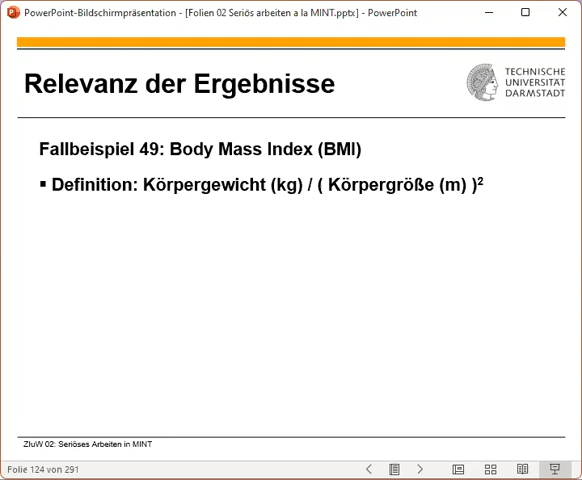 PowerPoint-Bildschirmpräsentation - [Folien 02 Seriös arbeiten a la MINT.pptx] - PowerPoint
Relevanz der Ergebnisse
TECHNISCHE
UNIVERSITÄT
DARMSTADT
Fallbeispiel 49: Body Mass Index (BMI)
▪ Definition: Körpergewicht (kg) / ( Körpergröße (m) )²
ZIuW 02: Seriöses Arbeiten in MINT
Folie 124 von 291